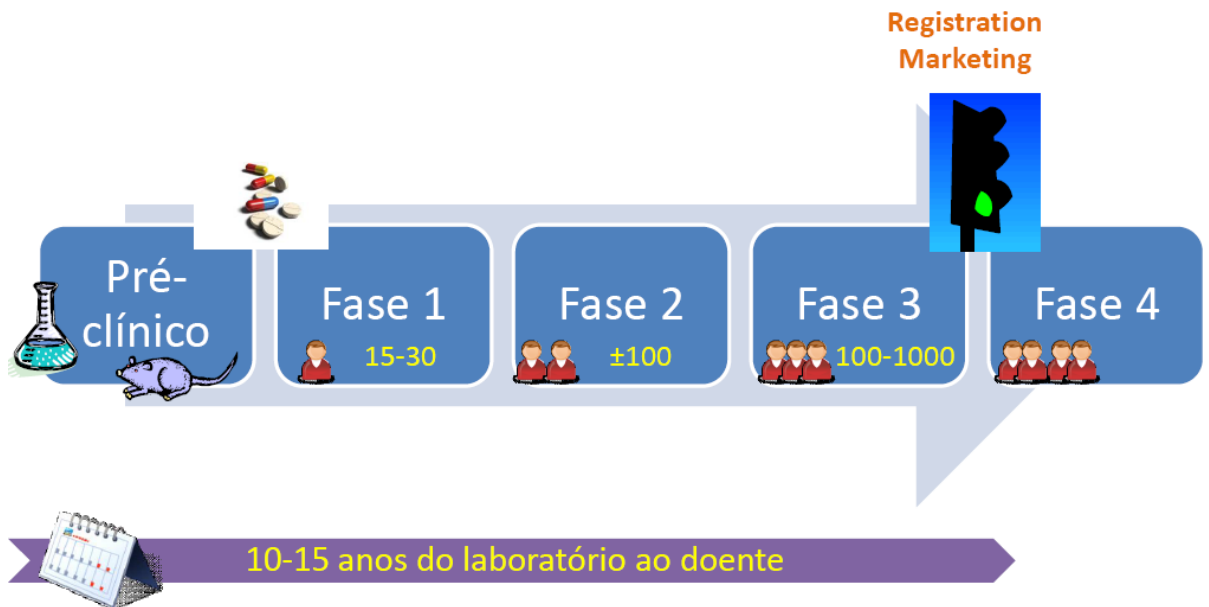 Registration
Marketing
Pré-
clínico
Fase 1
15-30
Fase 2
±100
Fase 3
100-1000
Fase 4
10-15 anos do laboratório ao doente